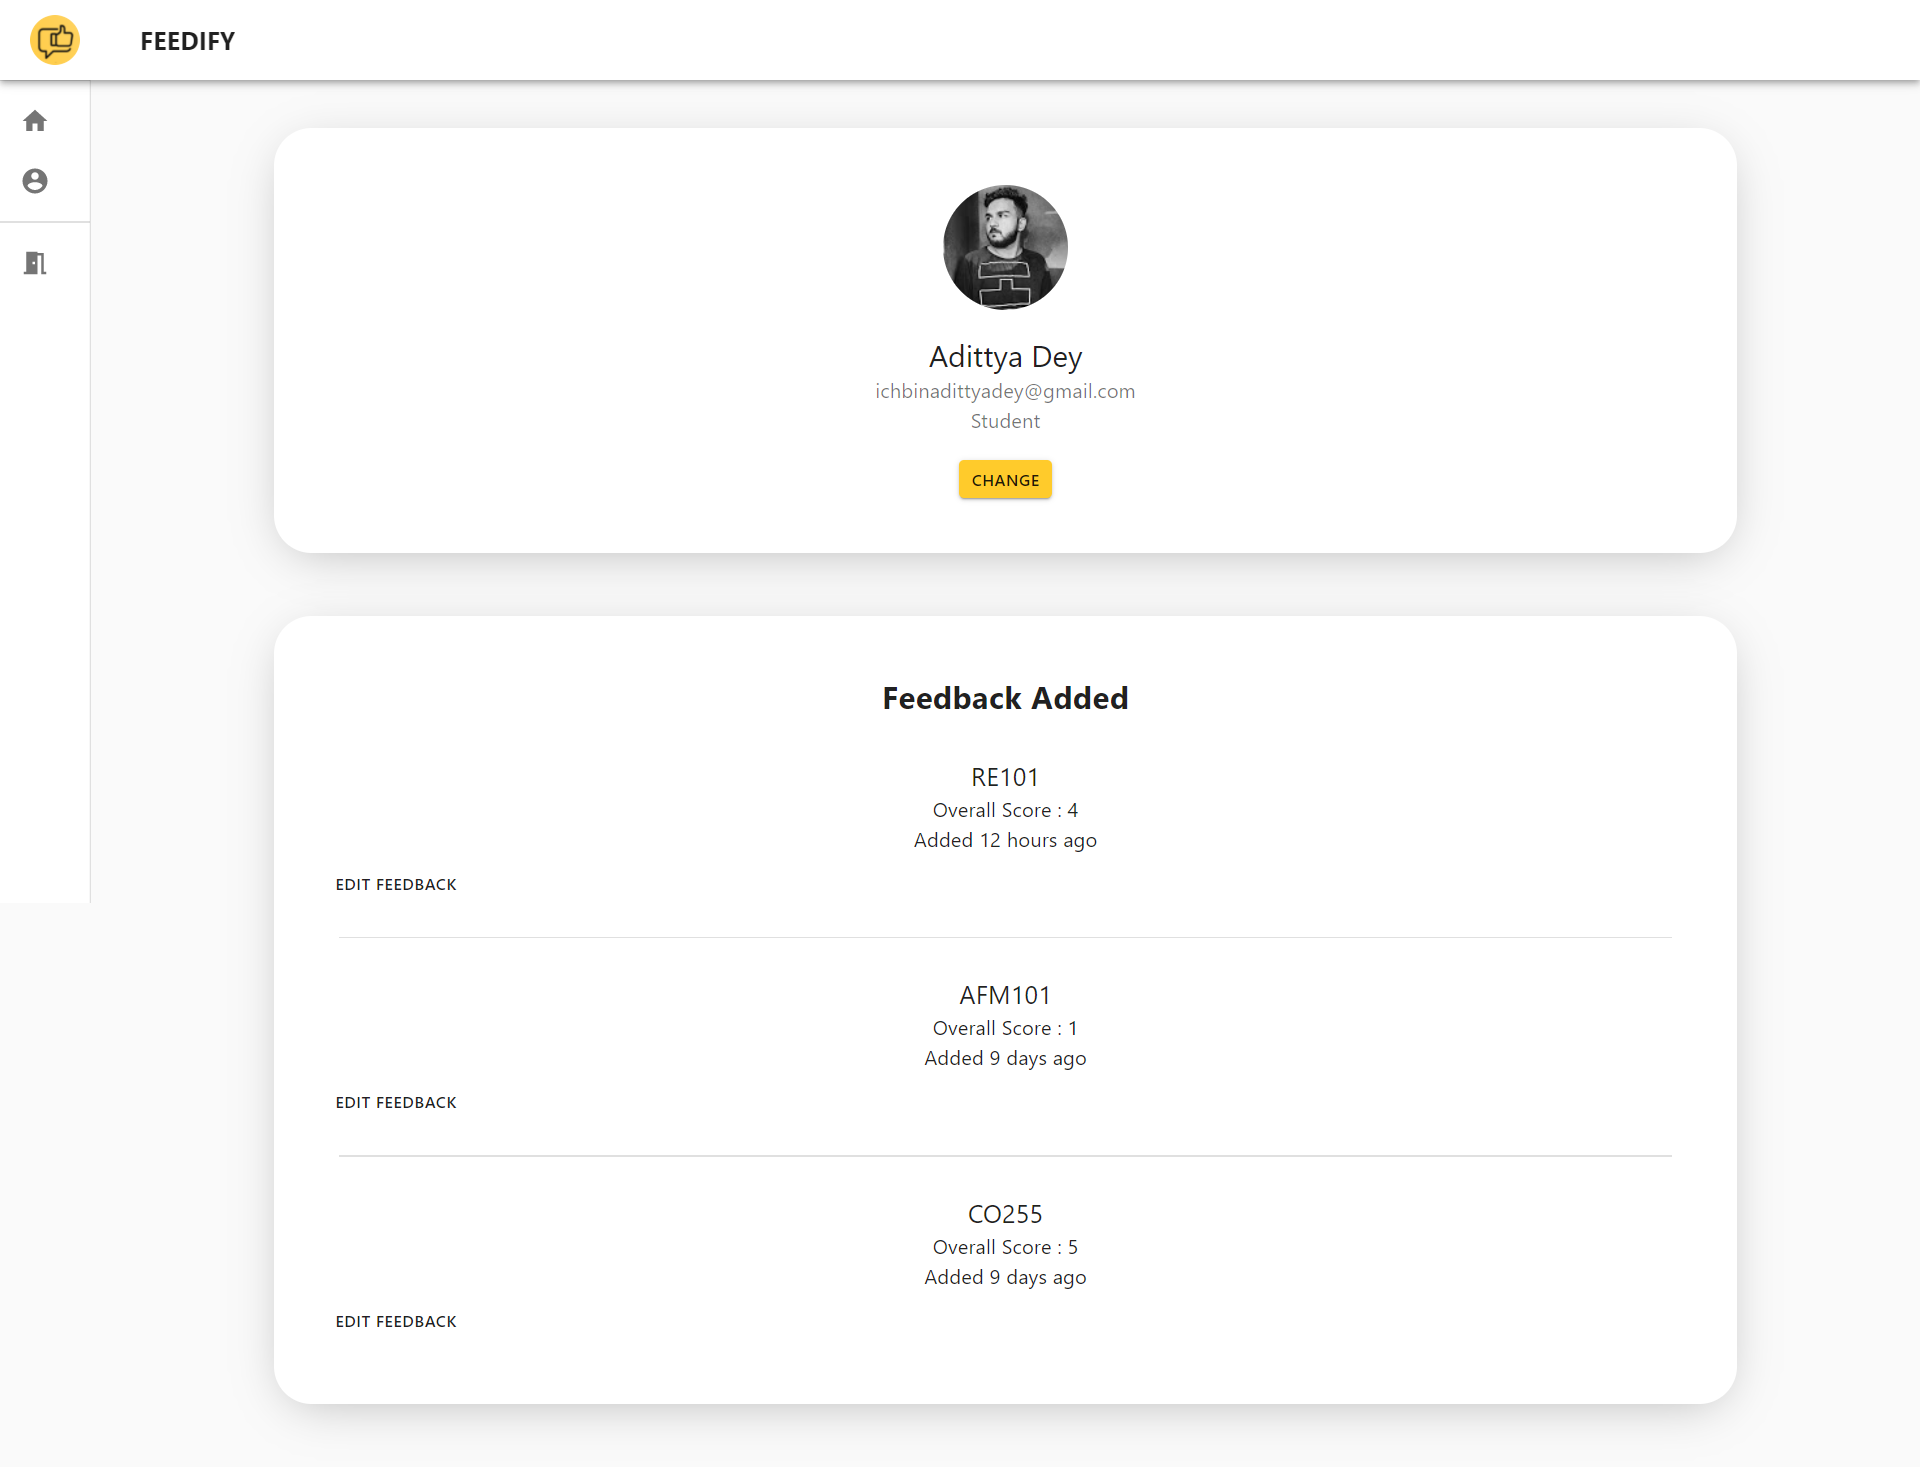 FEEDIFY
Adittya Dey
ichbinadittyadey@gmail.com
Student
CHANGE
Feedback Added
RE101
Overall Score : 4
Added 12 hours ago
EDIT FEEDBACK
AFM101
Overall Score : 1
Added 9 days ago
EDIT FEEDBACK
CO255
Overall Score : 5
Added 9 days ago
EDIT FEEDBACK